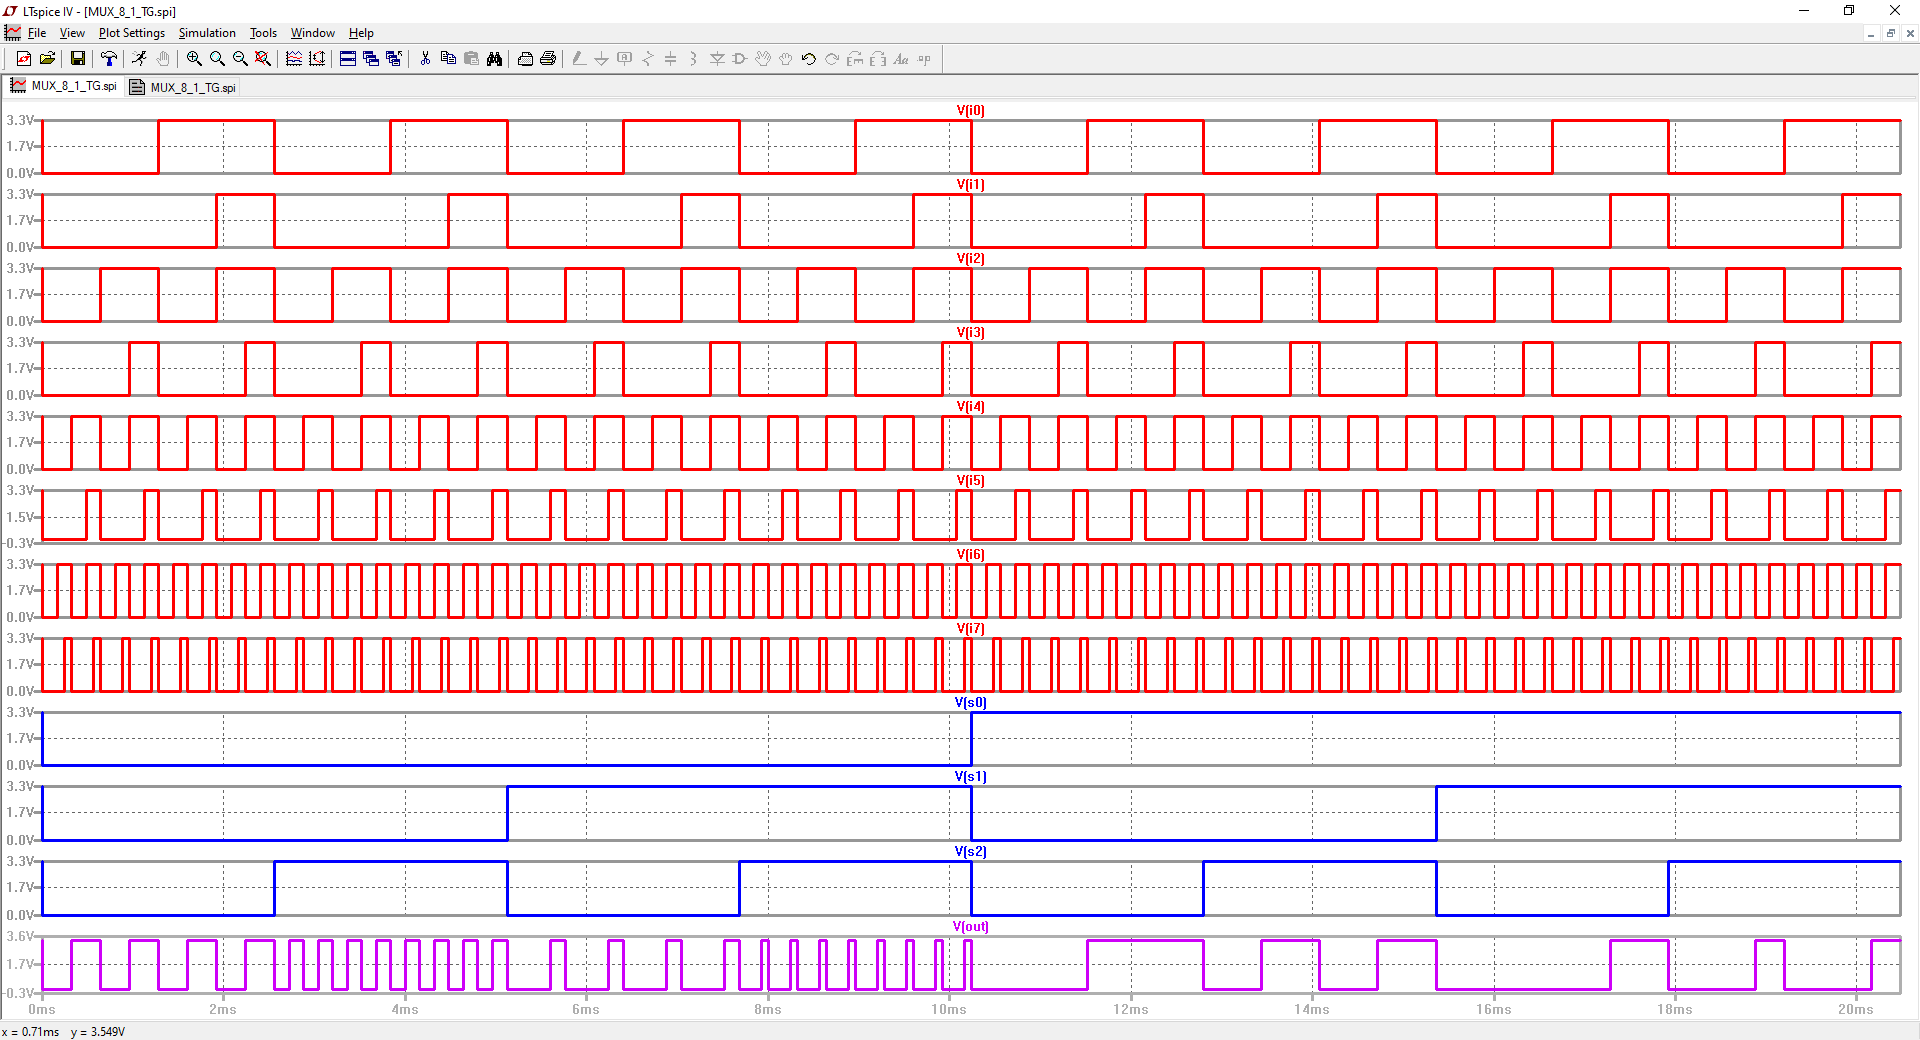 LTspice IV - [MUX_8_1_TG.spi]
File View Plot Settings Simulation Tools Window Help
MUX_8_1_TG.spi MUX_8_1_TG.spi
V(i0)
3.3V
1.7V
0.0V
V(i1)
3.3V
1.7V
0.0V
V(i2)
3.3V
1.7V
0.0V
V(i3)
3.3V
1.7V
0.0V
V(i4)
3.3V
1.7V
0.0V
V(i5)
3.3V
1.5V
-0.3V
V(i6)
3.3V
1.7V
0.0V
V(i7)
3.3V
1.7V
0.0V
V(s0)
3.3V
1.7V
0.0V
V(s1)
3.3V
1.7V
0.0V
V(s2)
3.3V
1.7V
0.0V
V(out)
3.6V
1.7V
-0.3V
0ms 2ms 4ms 6ms 8ms 10ms 12ms 14ms 16ms 18ms 20ms
x = 0.71ms y = 3.549V